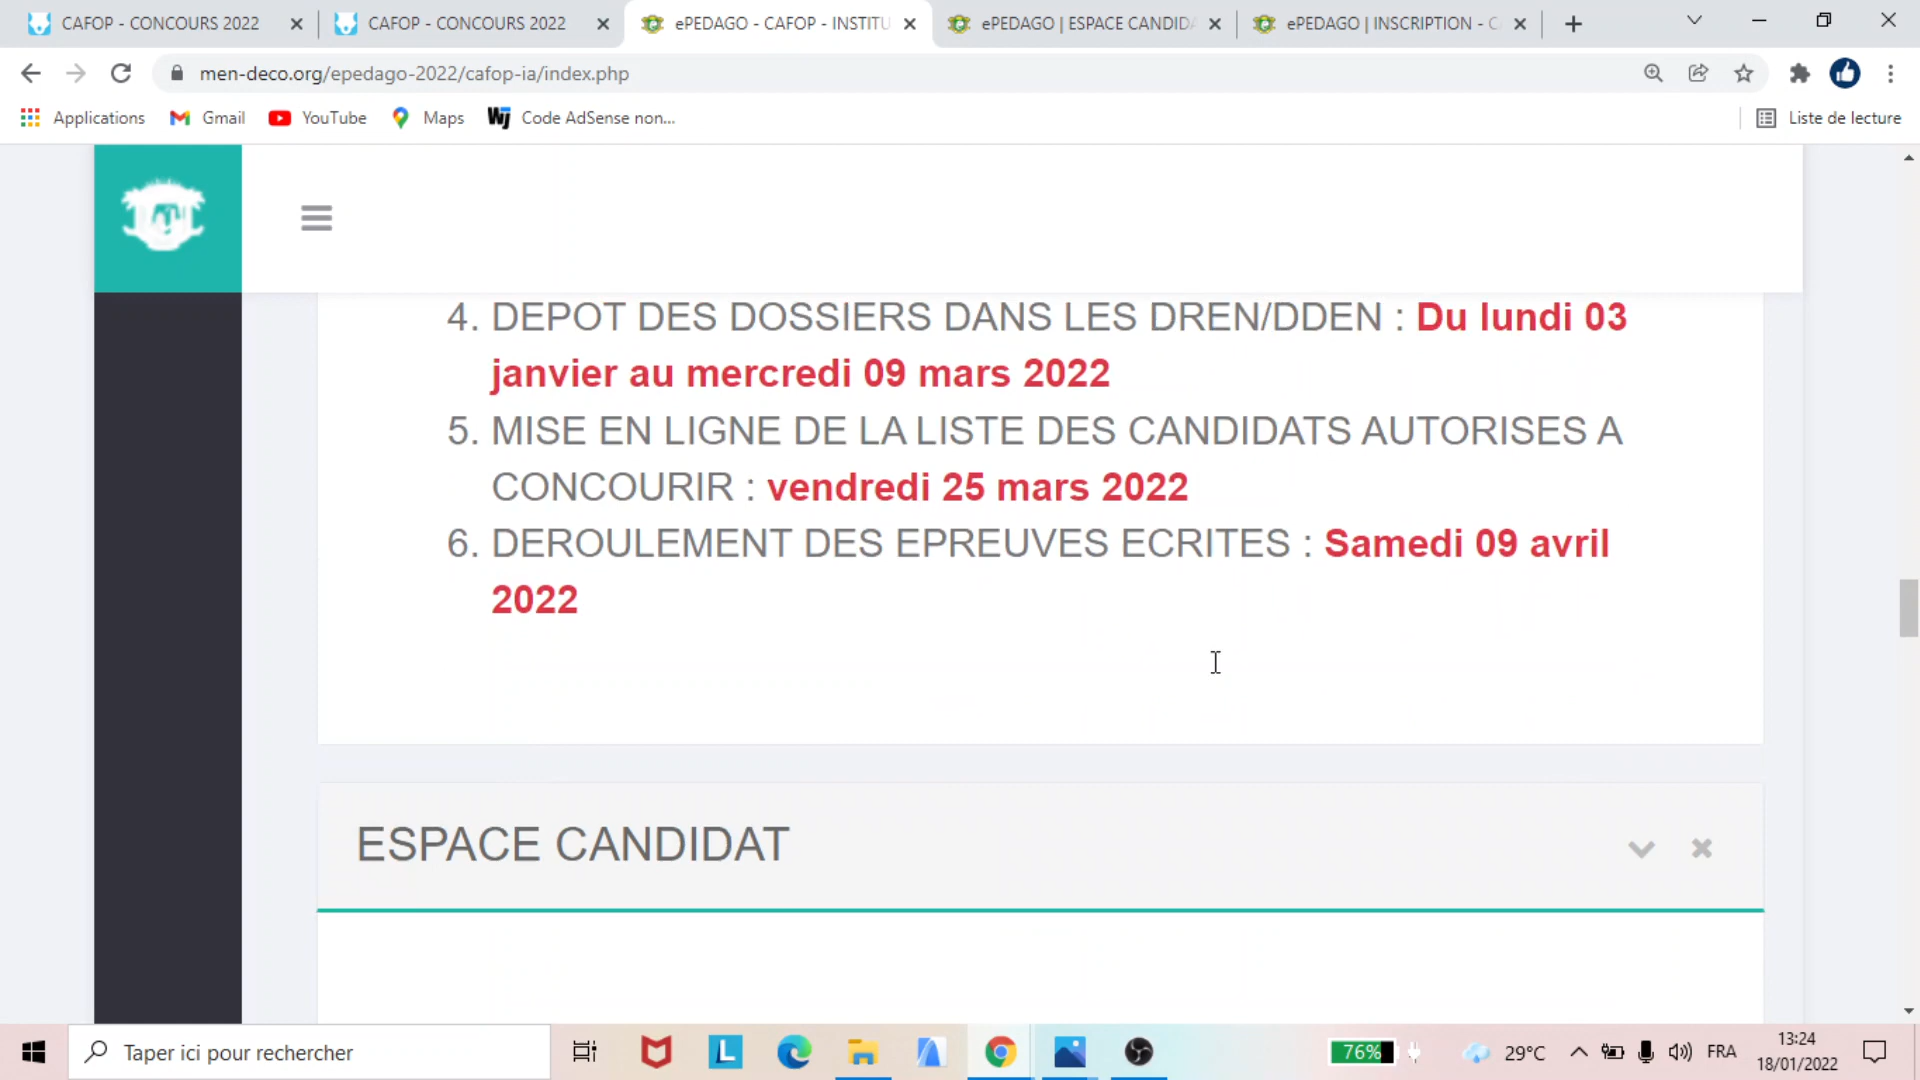 CAFOP - CONCOURS 2022
CAFOP - CONCOURS 2022
ePEDAGO - CAFOP - INSTITU
ePEDAGO | ESPACE CANDIDA
ePEDAGO | INSCRIPTION - C
men-deco.org/epedago-2022/cafop-ia/index.php
Applications
Gmail
YouTube
Maps
Code AdSense non...
Liste de lecture
4. DEPOT DES DOSSIERS DANS LES DREN/DDEN : Du lundi 03
janvier au mercredi 09 mars 2022
5. MISE EN LIGNE DE LA LISTE DES CANDIDATS AUTORISES A
CONCOURIR : vendredi 25 mars 2022
6. DEROULEMENT DES EPREUVES ECRITES : Samedi 09 avril
2022
ESPACE CANDIDAT
Taper ici pour rechercher
76%
29°C
FRA
13:24
18/01/2022